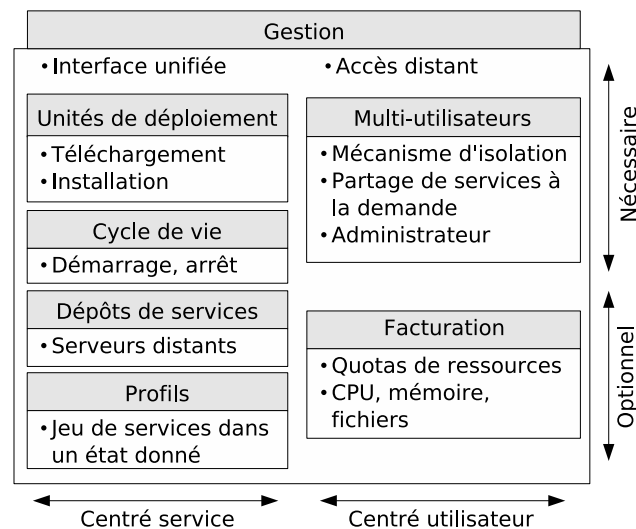 Gestion
• Interface unifiée
• Accès distant
Unités de déploiement
• Téléchargement
• Installation
Cycle de vie
• Démarrage, arrêt
Dépôts de services
• Serveurs distants
Profils
• Jeu de services dans
un état donné
Multi-utilisateurs
• Mécanisme d'isolation
• Partage de services à
la demande
• Administrateur
Facturation
• Quotas de ressources
• CPU, mémoire,
fichiers
Nécessaire
Optionnel
Centré service
Centré utilisateur